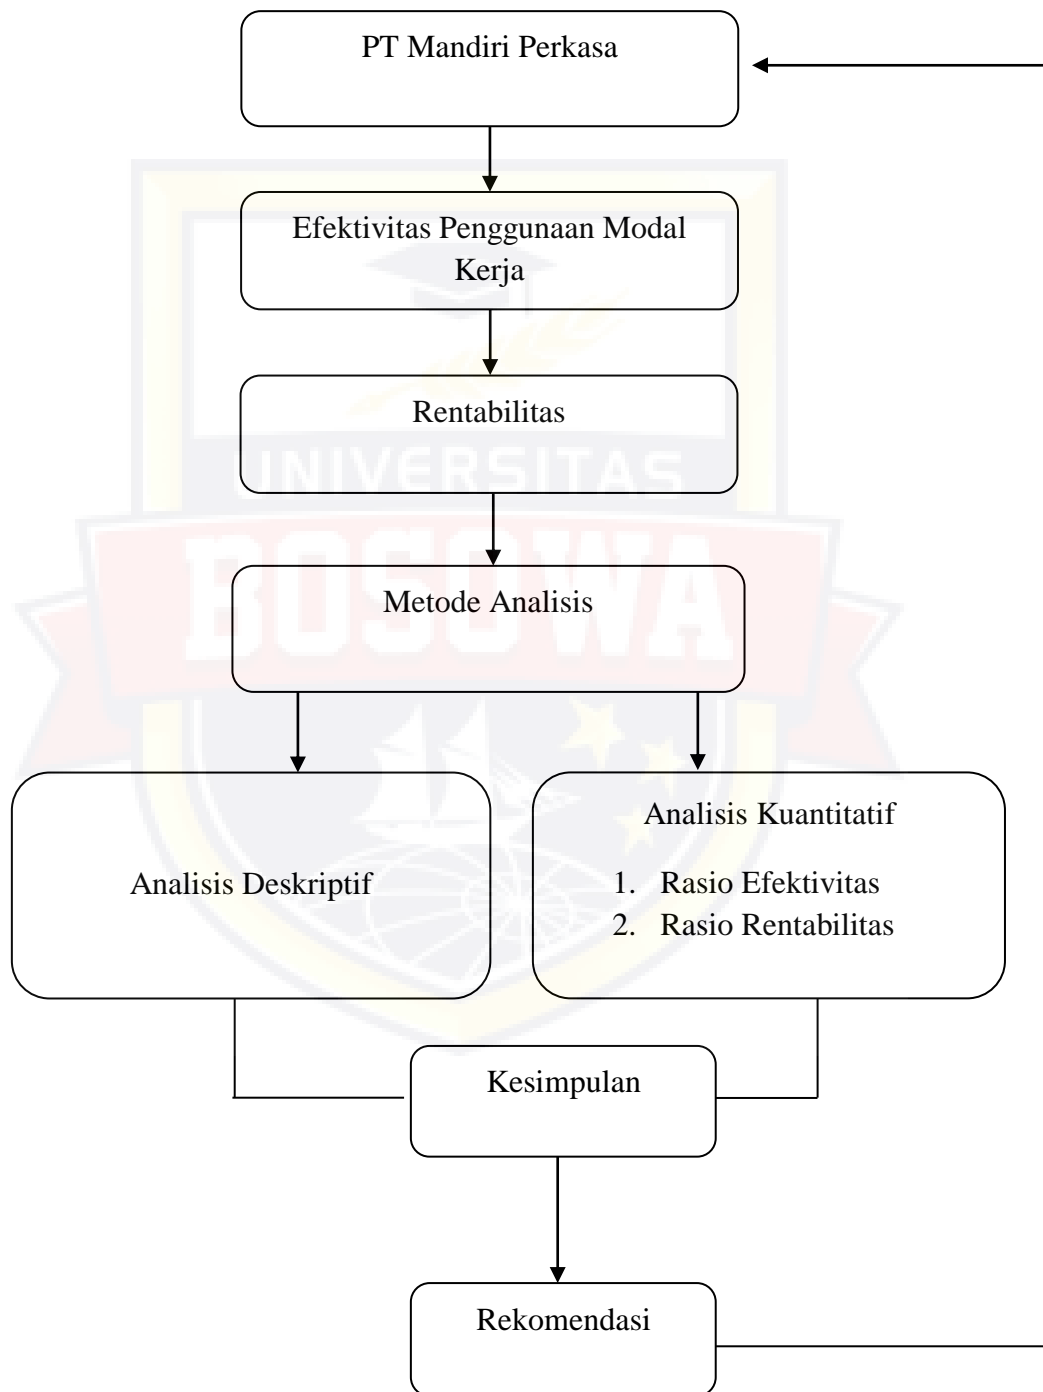 PT Mandiri Perkasa
Efektivitas Penggunaan Modal
Kerja
Rentabilitas
UNIVERSITAS
BOSOWA
Metode Analisis
Analisis Deskriptif
Analisis Kuantitatif
1. Rasio Efektivitas
2. Rasio Rentabilitas
Kesimpulan
Rekomendasi